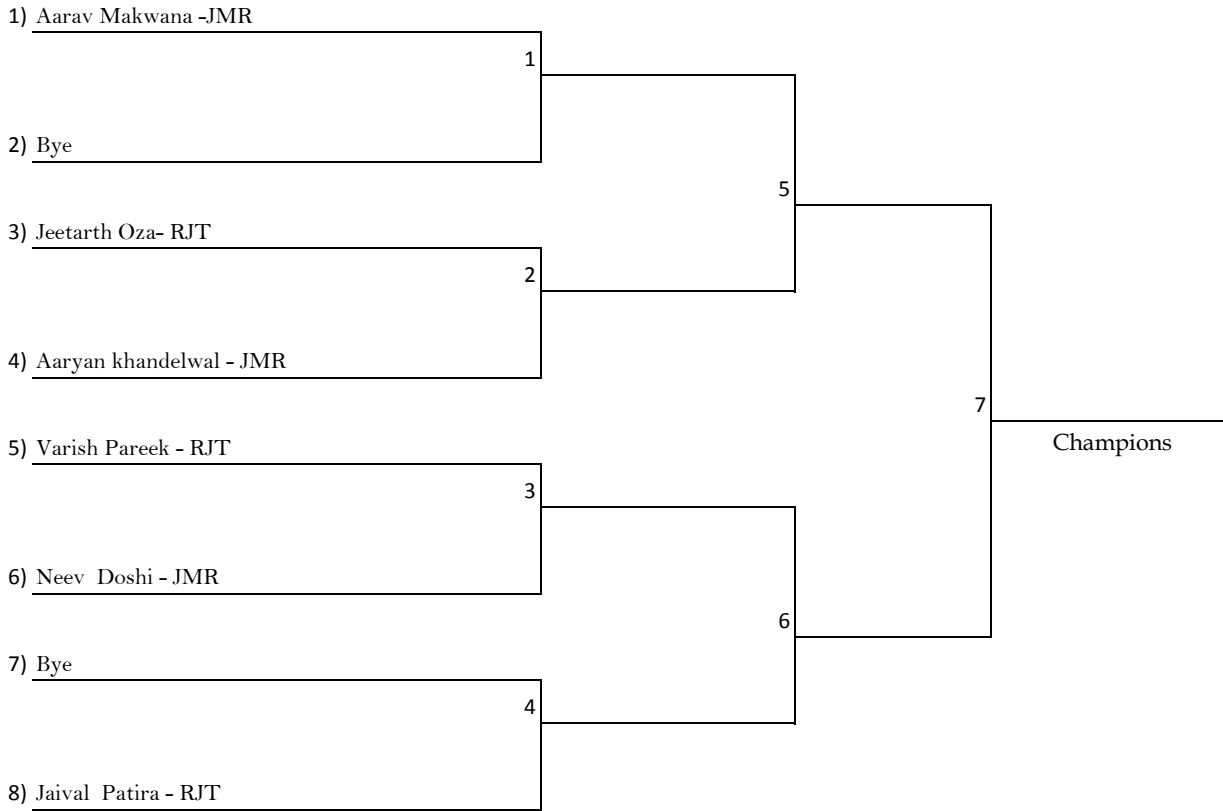 1) Aarav Makwana -JMR
1
2) Bye
5
3) Jeetarth Oza- RJT
2
4) Aaryan khandelwal - JMR
7
Champions
5) Varish Pareek - RJT
3
6) Neev Doshi - JMR
6
7) Bye
4
8) Jaival Patira - RJT